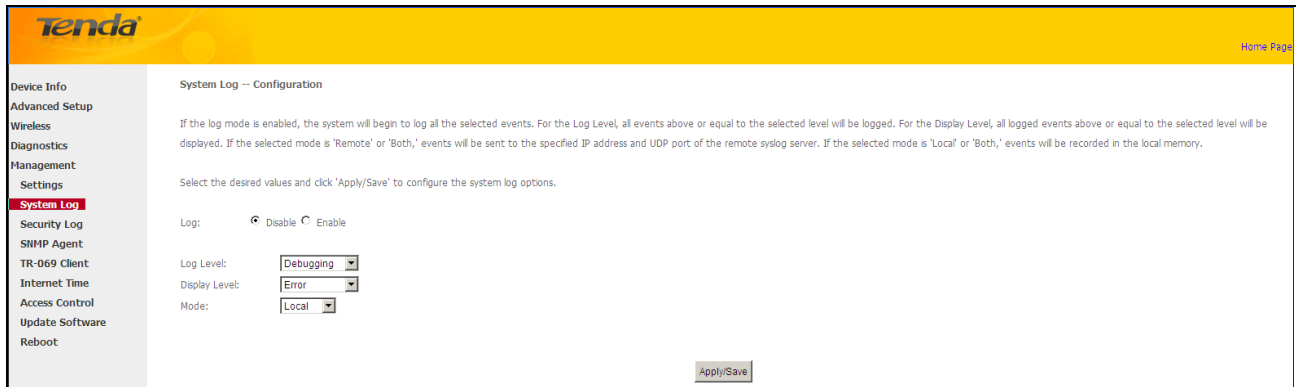 Tenda
Home Page
Device Info
Advanced Setup
Wireless
Diagnostics
Management
Settings
System Log
Security Log
SNMP Agent
TR-069 Client
Internet Time
Access Control
Update Software
Reboot
System Log -- Configuration
If the log mode is enabled, the system will begin to log all the selected events. For the Log Level, all events above or equal to the selected level will be logged. For the Display Level, all logged events above or equal to the selected level will be
displayed. If the selected mode is 'Remote' or 'Both,' events will be sent to the specified IP address and UDP port of the remote syslog server. If the selected mode is 'Local' or 'Both,' events will be recorded in the local memory.
Select the desired values and click 'Apply/Save' to configure the system log options.
Log: Disable Enable
Log Level: Debugging
Display Level: Error
Mode: Local
Apply/Save